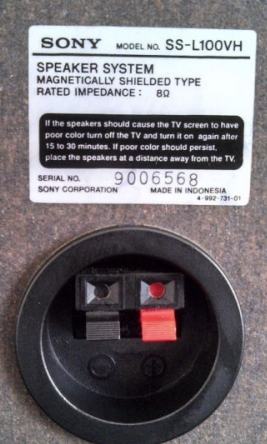 SONY MODEL NO. SS-L100VH
SPEAKER SYSTEM
MAGNETICALLY SHIELDED TYPE
RATED IMPEDANCE : 8Ω
If the speakers should cause the TV screen to have
poor color turn off the TV and turn it on again after
15 to 30 minutes. If poor color should persist,
place the speakers at a distance away from the TV.
SERIAL NO. 9006568
SONY CORPORATION MADE IN INDONESIA
4-992-731-01